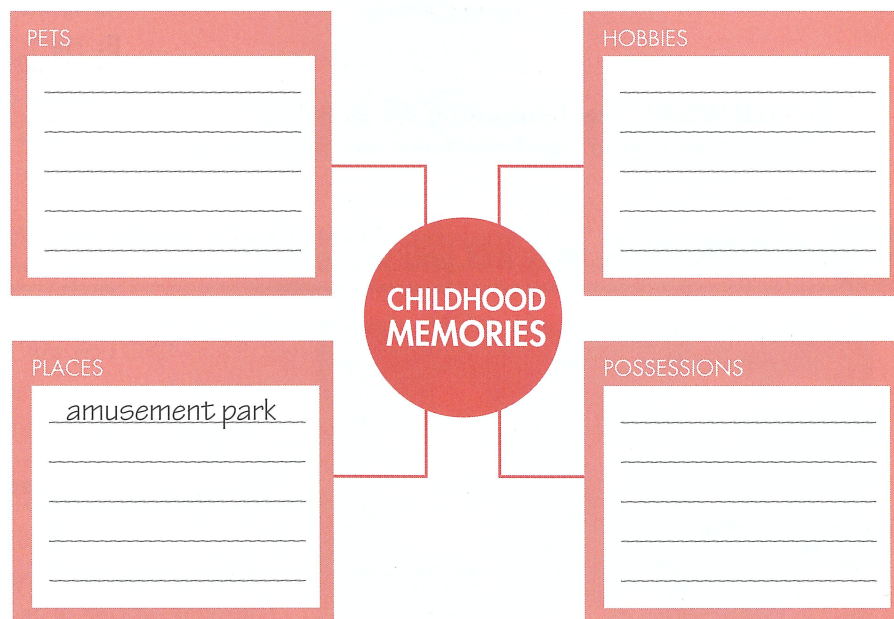 PETS
HOBBIES
CHILDHOOD
MEMORIES
PLACES
amusement park
POSSESSIONS